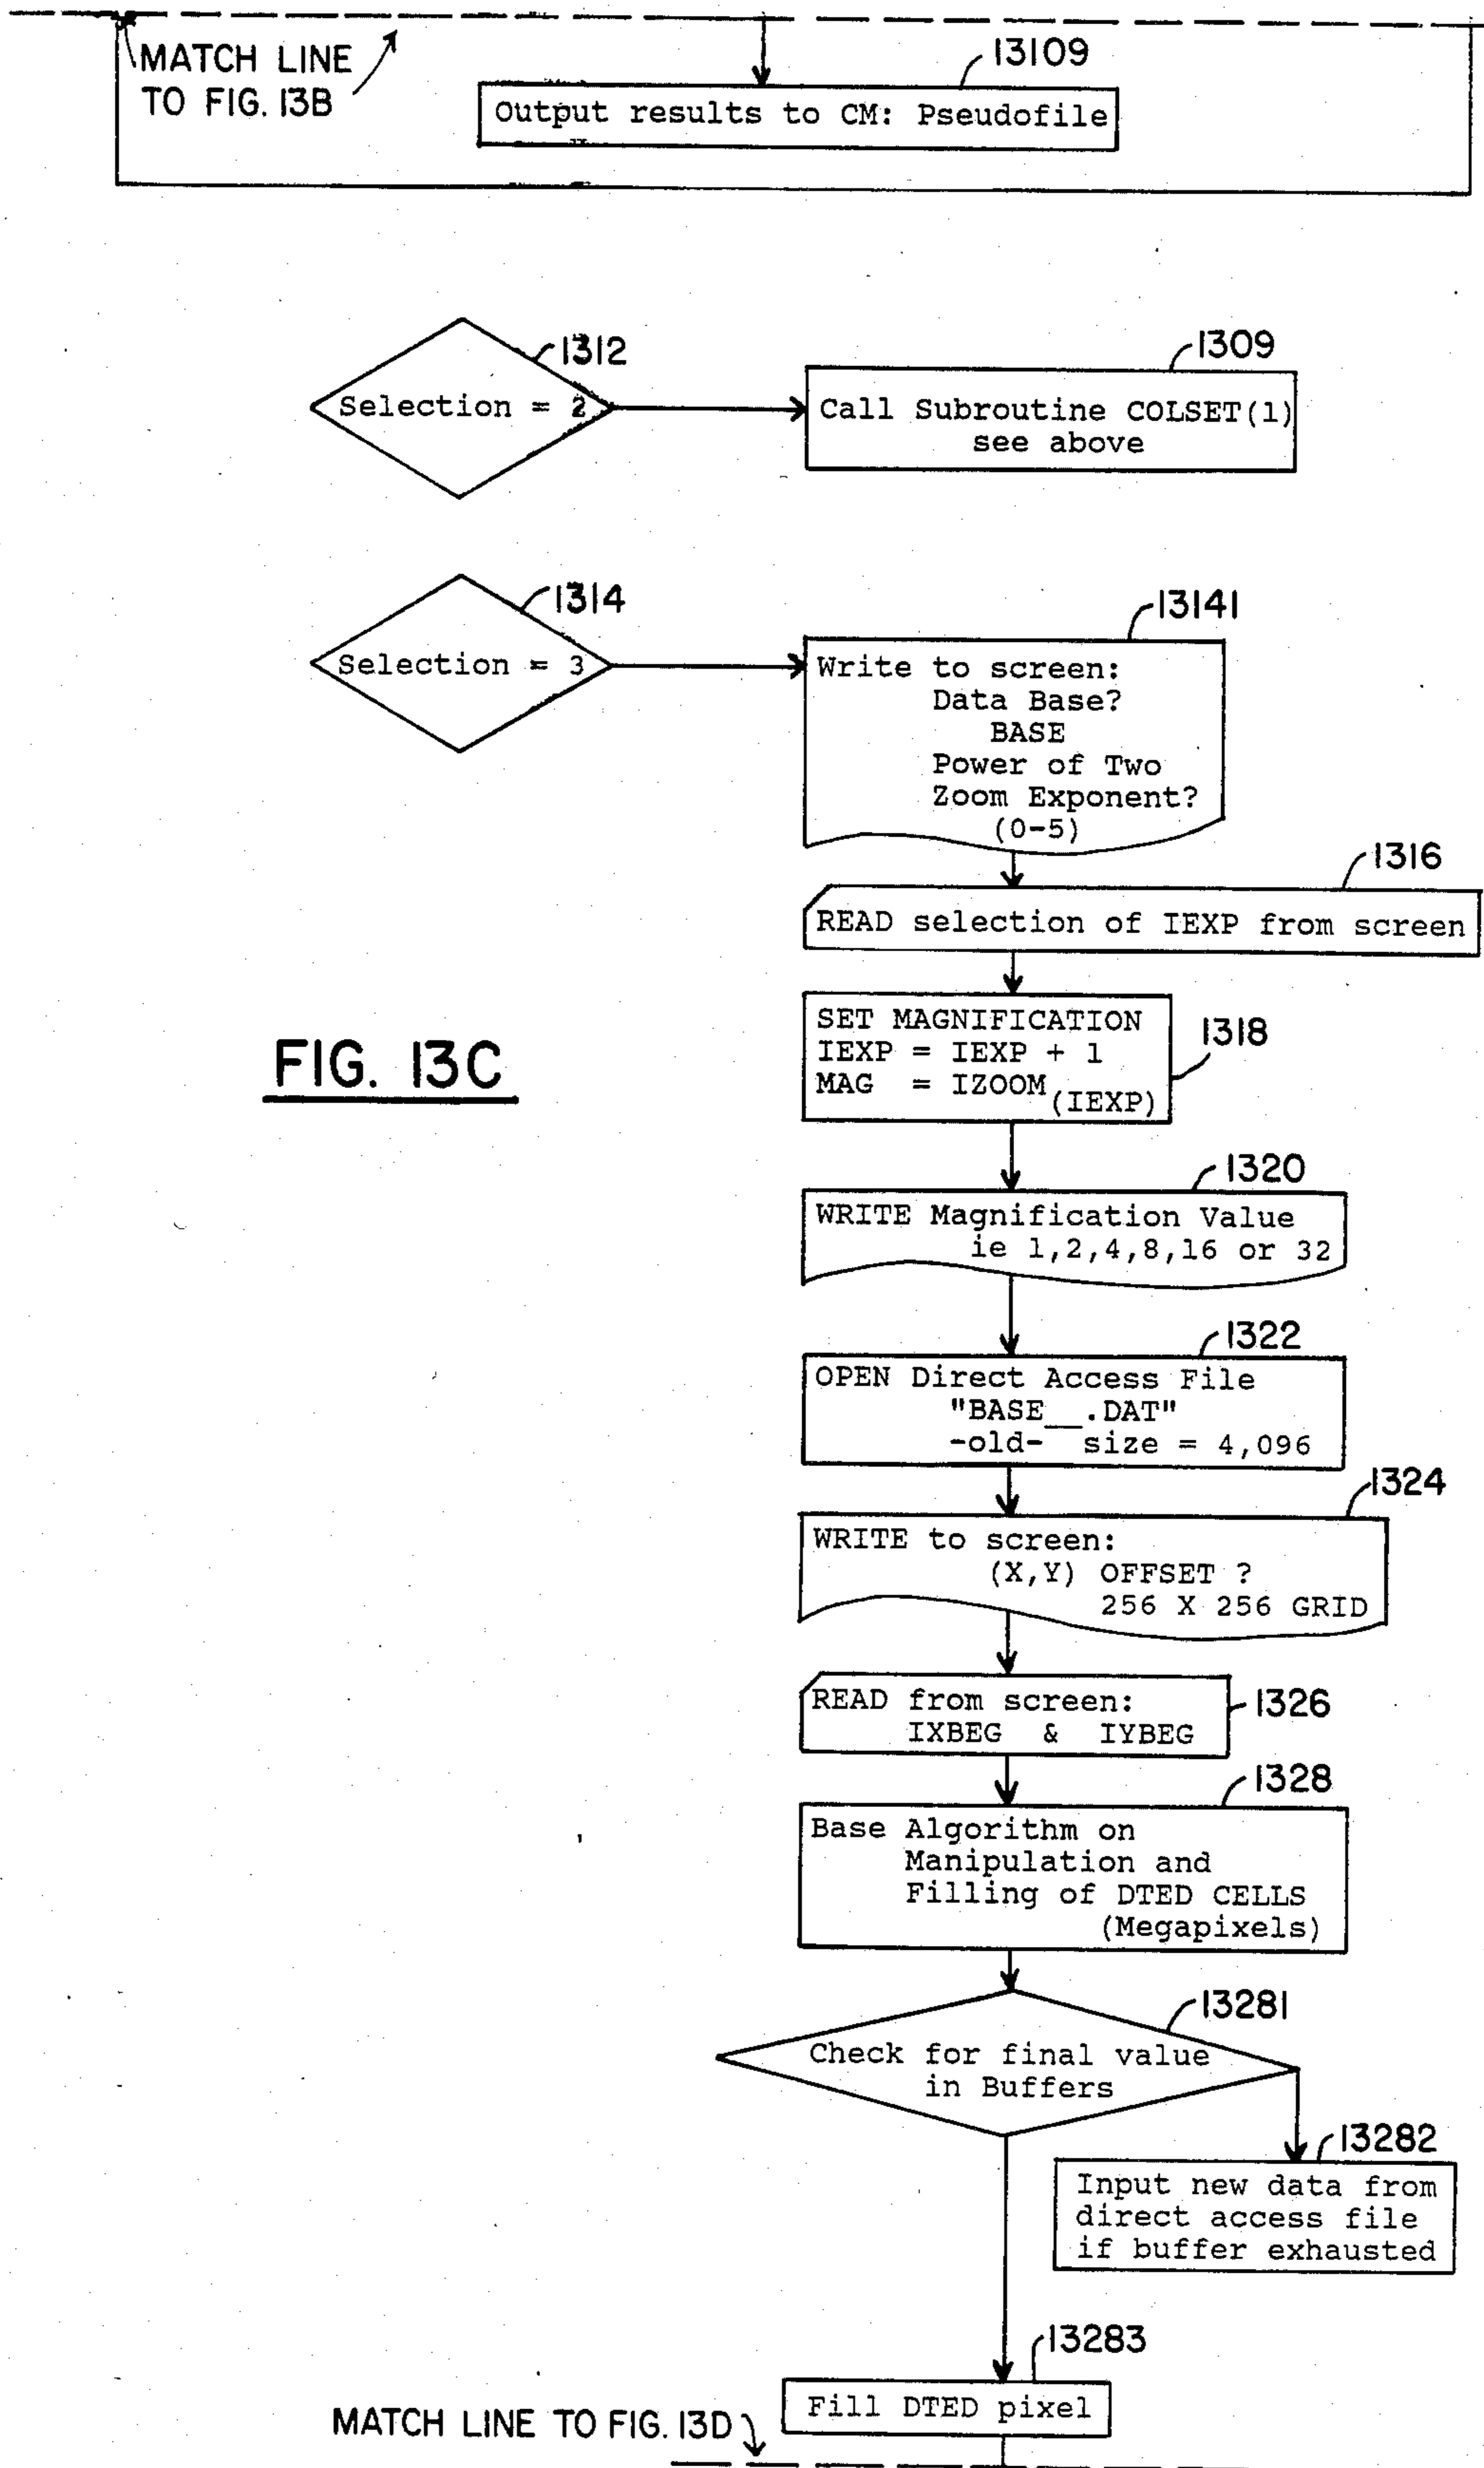 MATCH LINE
TO FIG. 13B
13109
Output results to CM: Pseudofile
1312
Selection = 2
1309
Call Subroutine COLSET(1)
see above
1314
Selection = 3
13141
Write to screen:
Data Base?
BASE
Power of Two
Zoom Exponent?
(0-5)
1316
READ selection of IEXP from screen
FIG. 13C
SET MAGNIFICATION
IEXP = IEXP + 1
MAG = IZOOM(IEXP)
1318
1320
WRITE Magnification Value
ie 1,2,4,8,16 or 32
1322
OPEN Direct Access File
"BASE__.DAT"
-old- size = 4,096
1324
WRITE to screen:
(X,Y) OFFSET ?
256 X 256 GRID
READ from screen:
IXBEG & IYBEG
1326
1328
Base Algorithm on
Manipulation and
Filling of DTED CELLS
(Megapixels)
13281
Check for final value
in Buffers
13282
Input new data from
direct access file
if buffer exhausted
13283
Fill DTED pixel
MATCH LINE TO FIG. 13D